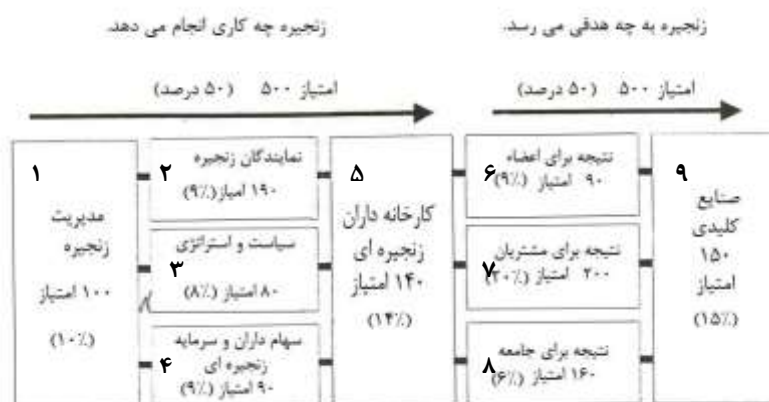 زنجیره چه کاری انجام می دهد.
زنجیره به چه هدفی می رسد.
امتیاز ۵۰۰ (۵۰ درصد)
امتیاز ۵۰۰ (۵۰ درصد)
۱
مدیریت
زنجیره
۱۰۰ امتیاز
(۱۰٪)
۲
نمایندگان زنجیره
۱۹۰ امیاز (۹٪)
۳
سیاست و استراتژی
۸۰ امتیاز (۸٪)
۴
سهام داران و سرمایه
زنجیره ای
۹۰ امتیاز (۹٪)
۵
کارخانه داران
زنجیره ای
۱۴۰ امتیاز
(۱۴٪)
۶
نتیجه برای اعضاء
۹۰ امتیاز (۹٪)
۷
نتیجه برای مشتریان
۲۰۰ امتیاز (۲۰٪)
۸
نتیجه برای جامعه
۱۶۰ امتیاز (۶٪)
۹
صنایع
کلیدی
۱۵۰
امتیاز
(۱۵٪)